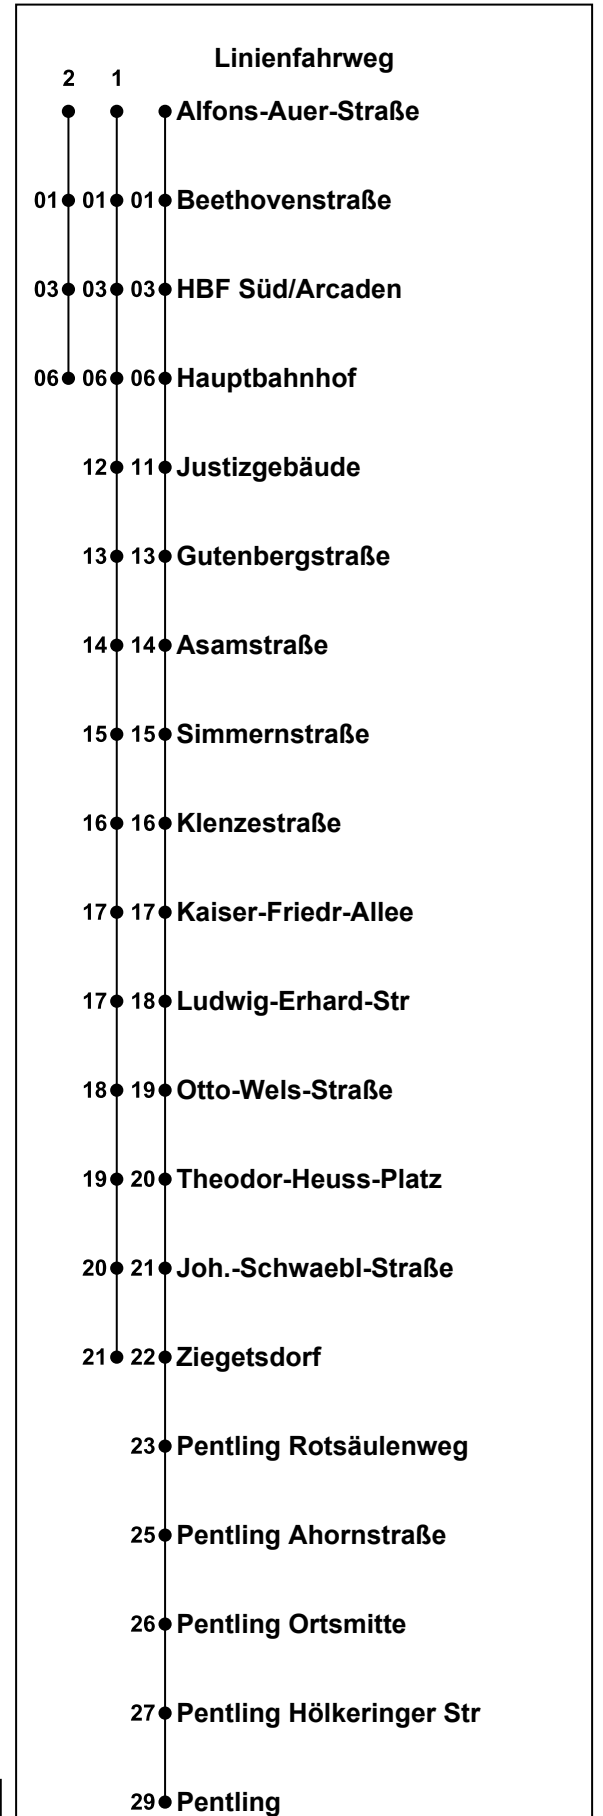 Linienfahrweg
2 1
Alfons-Auer-Straße
01 01 01 Beethovenstraße
03 03 03 HBF Süd/Arcaden
06 06 06 Hauptbahnhof
12 11 Justizgebäude
13 13 Gutenbergstraße
14 14 Asamstraße
15 15 Simmernstraße
16 16 Klenzestraße
17 17 Kaiser-Friedr-Allee
17 18 Ludwig-Erhard-Str
18 19 Otto-Wels-Straße
19 20 Theodor-Heuss-Platz
20 21 Joh.-Schwaebl-Straße
21 22 Ziegetsdorf
23 Pentling Rotsäulenweg
25 Pentling Ahornstraße
26 Pentling Ortsmitte
27 Pentling Hölkeringer Str
29 Pentling